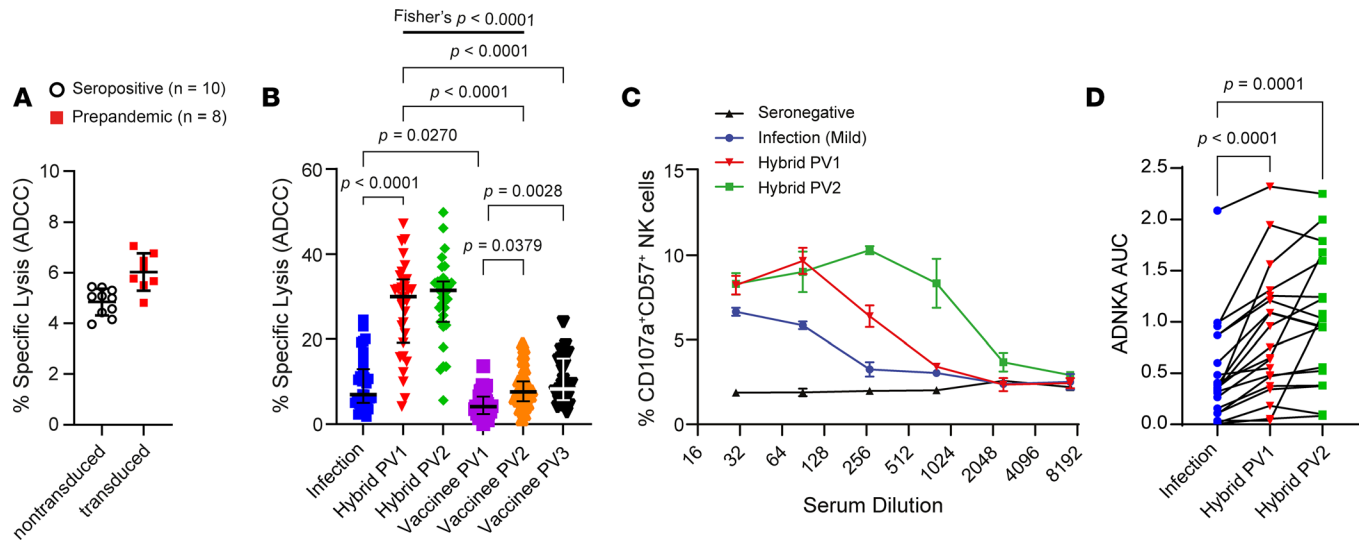 A
Seropositive (n = 10)
Prepandemic (n = 8)
% Specific Lysis (ADCC)
10
8
6
4
2
0
nontransduced
transduced
B
Fisher's p < 0.0001
p < 0.0001
p < 0.0001
p = 0.0270
p < 0.0001
p = 0.0028
p = 0.0379
% Specific Lysis (ADCC)
60
40
20
0
Infection
Hybrid PV1
Hybrid PV2
Vaccinee PV1
Vaccinee PV2
Vaccinee PV3
C
Seronegative
Infection (Mild)
Hybrid PV1
Hybrid PV2
% CD107a+CD57+ NK cells
15
10
5
0
16
32
64
128
256
512
1024
2048
4096
8192
Serum Dilution
D
p = 0.0001
p < 0.0001
ADNKA AUC
2.5
2.0
1.5
1.0
0.5
0.0
Infection
Hybrid PV1
Hybrid PV2